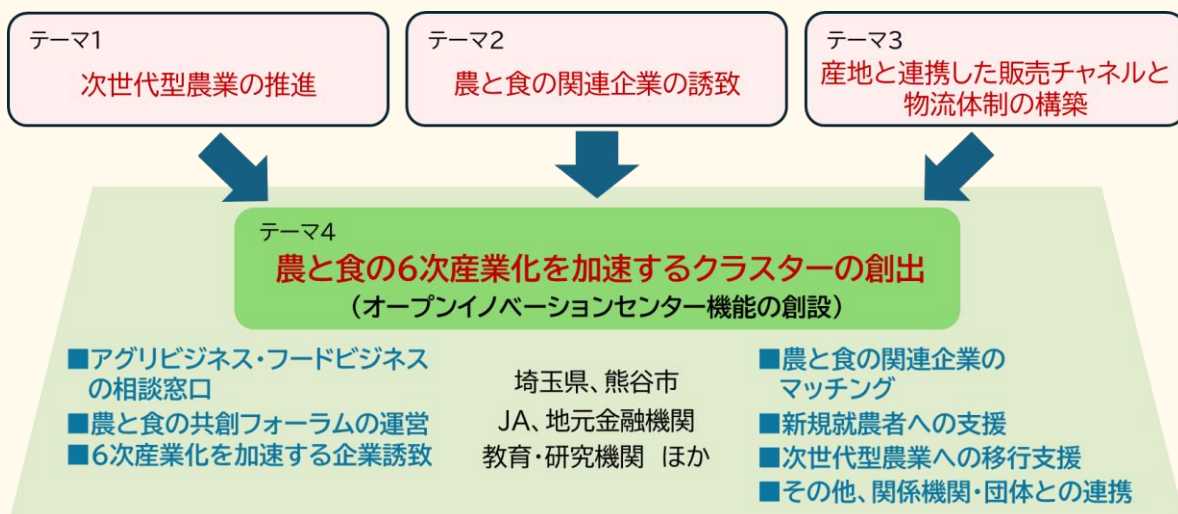 テーマ1
次世代型農業の推進
テーマ2
農と食の関連企業の誘致
テーマ3
産地と連携した販売チャネルと
物流体制の構築
テーマ4
農と食の6次産業化を加速するクラスターの創出
（オープンイノベーションセンター機能の創設）
■アグリビジネス・フードビジネス
の相談窓口
■農と食の共創フォーラムの運営
■6次産業化を加速する企業誘致
埼玉県、熊谷市
JA、地元金融機関
教育・研究機関 ほか
■農と食の関連企業の
マッチング
■新規就農者への支援
■次世代型農業への移行支援
■その他、関係機関・団体との連携